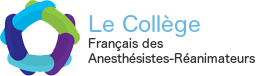 Le Collège
Français des
Anesthésistes-Réanimateurs